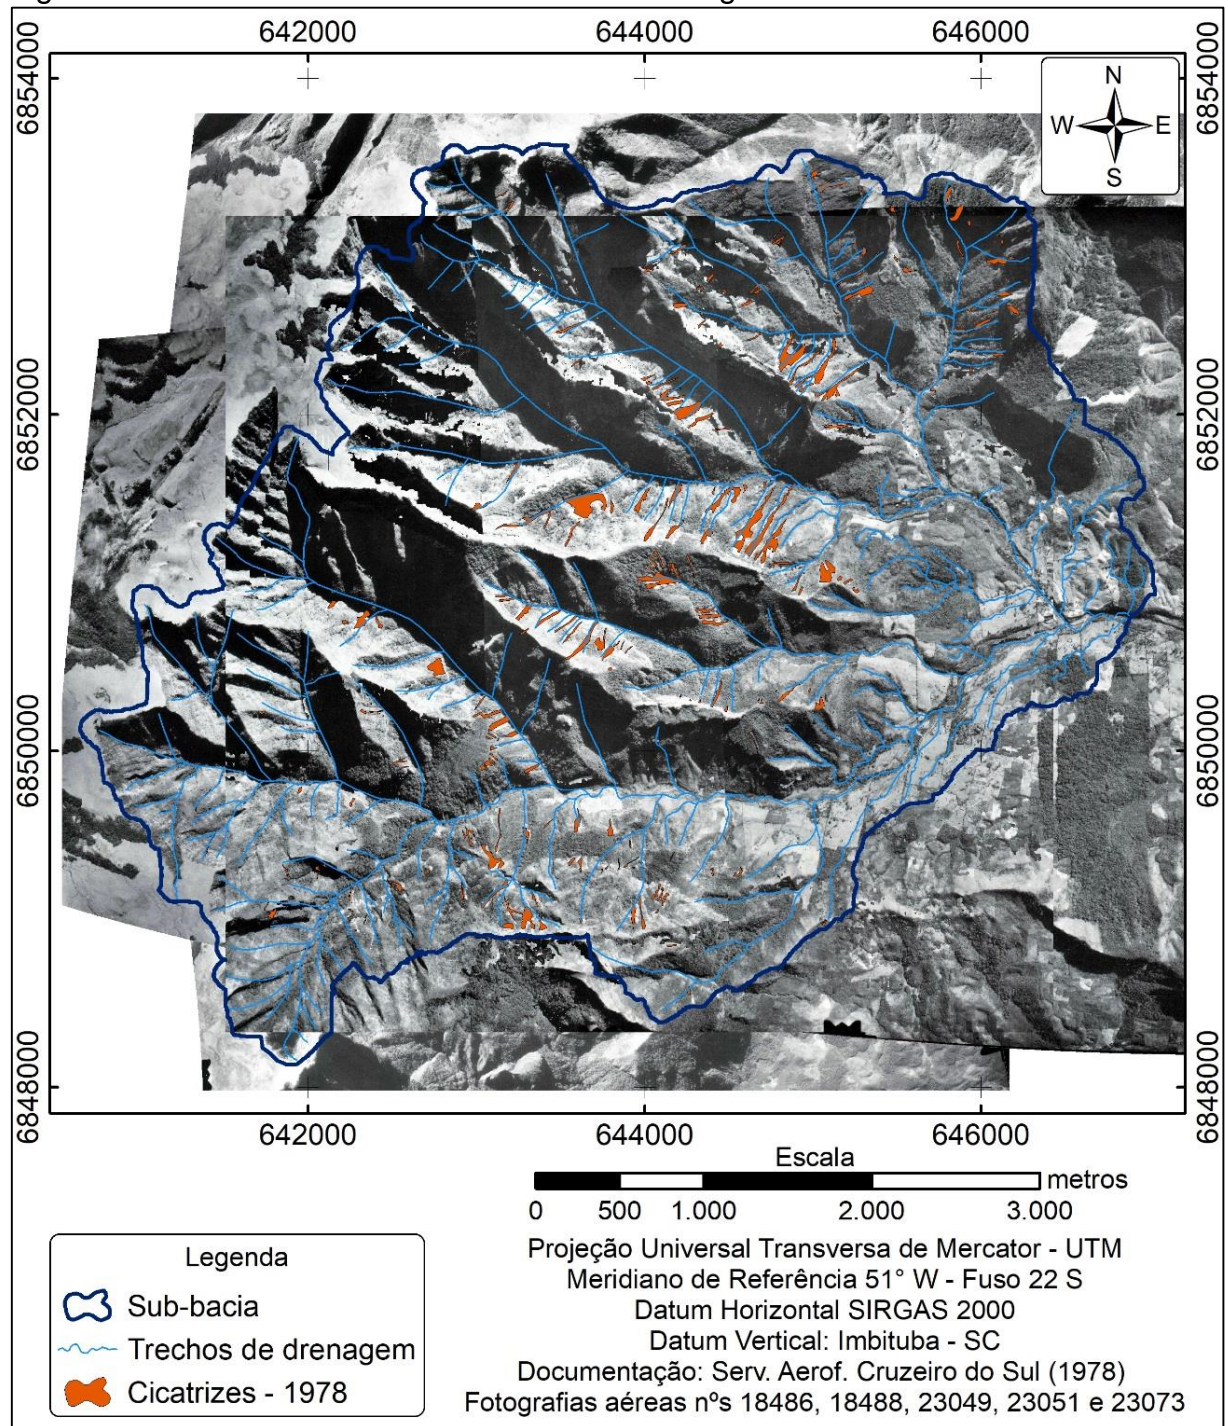 642000 644000 646000
6854000 6854000
N
W E
S
6852000 6852000
6850000 6850000
6848000 6848000
642000 644000 646000
Escala
metros
0 500 1.000 2.000 3.000
Projeção Universal Transversa de Mercator - UTM
Meridiano de Referência 51° W - Fuso 22 S
Datum Horizontal SIRGAS 2000
Datum Vertical: Imbituba - SC
Documentação: Serv. Aerof. Cruzeiro do Sul (1978)
Fotografias aéreas nºs 18486, 18488, 23049, 23051 e 23073
Legenda
Sub-bacia
Trechos de drenagem
Cicatrizes - 1978